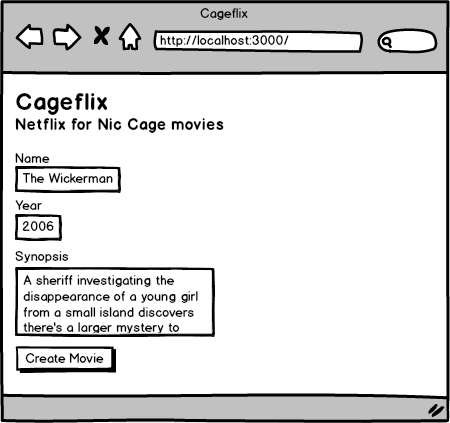 Cageflix
http://localhost:3000/
Cageflix
Netflix for Nic Cage movies
Name
The Wickerman
Year
2006
Synopsis
A sheriff investigating the
disappearance of a young girl
from a small island discovers
there's a larger mystery to
Create Movie